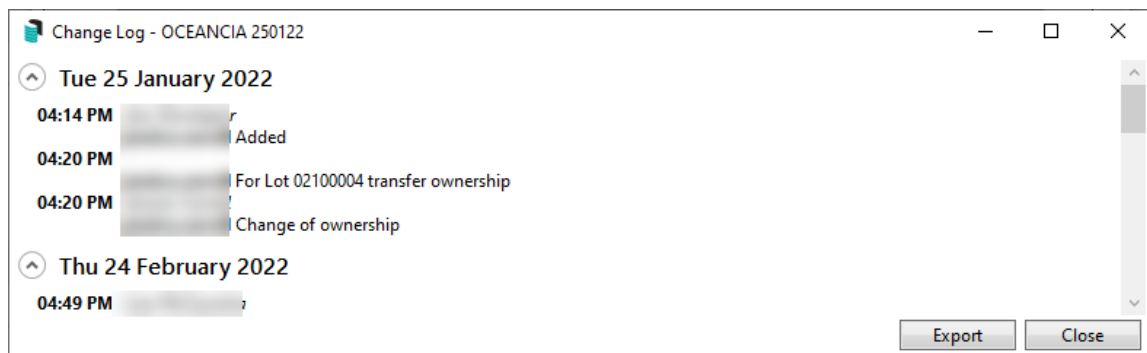 Change Log - OCEANCIA 250122
Tue 25 January 2022
04:14 PM
Added
04:20 PM
For Lot 02100004 transfer ownership
04:20 PM
Change of ownership
Thu 24 February 2022
04:49 PM
Export Close